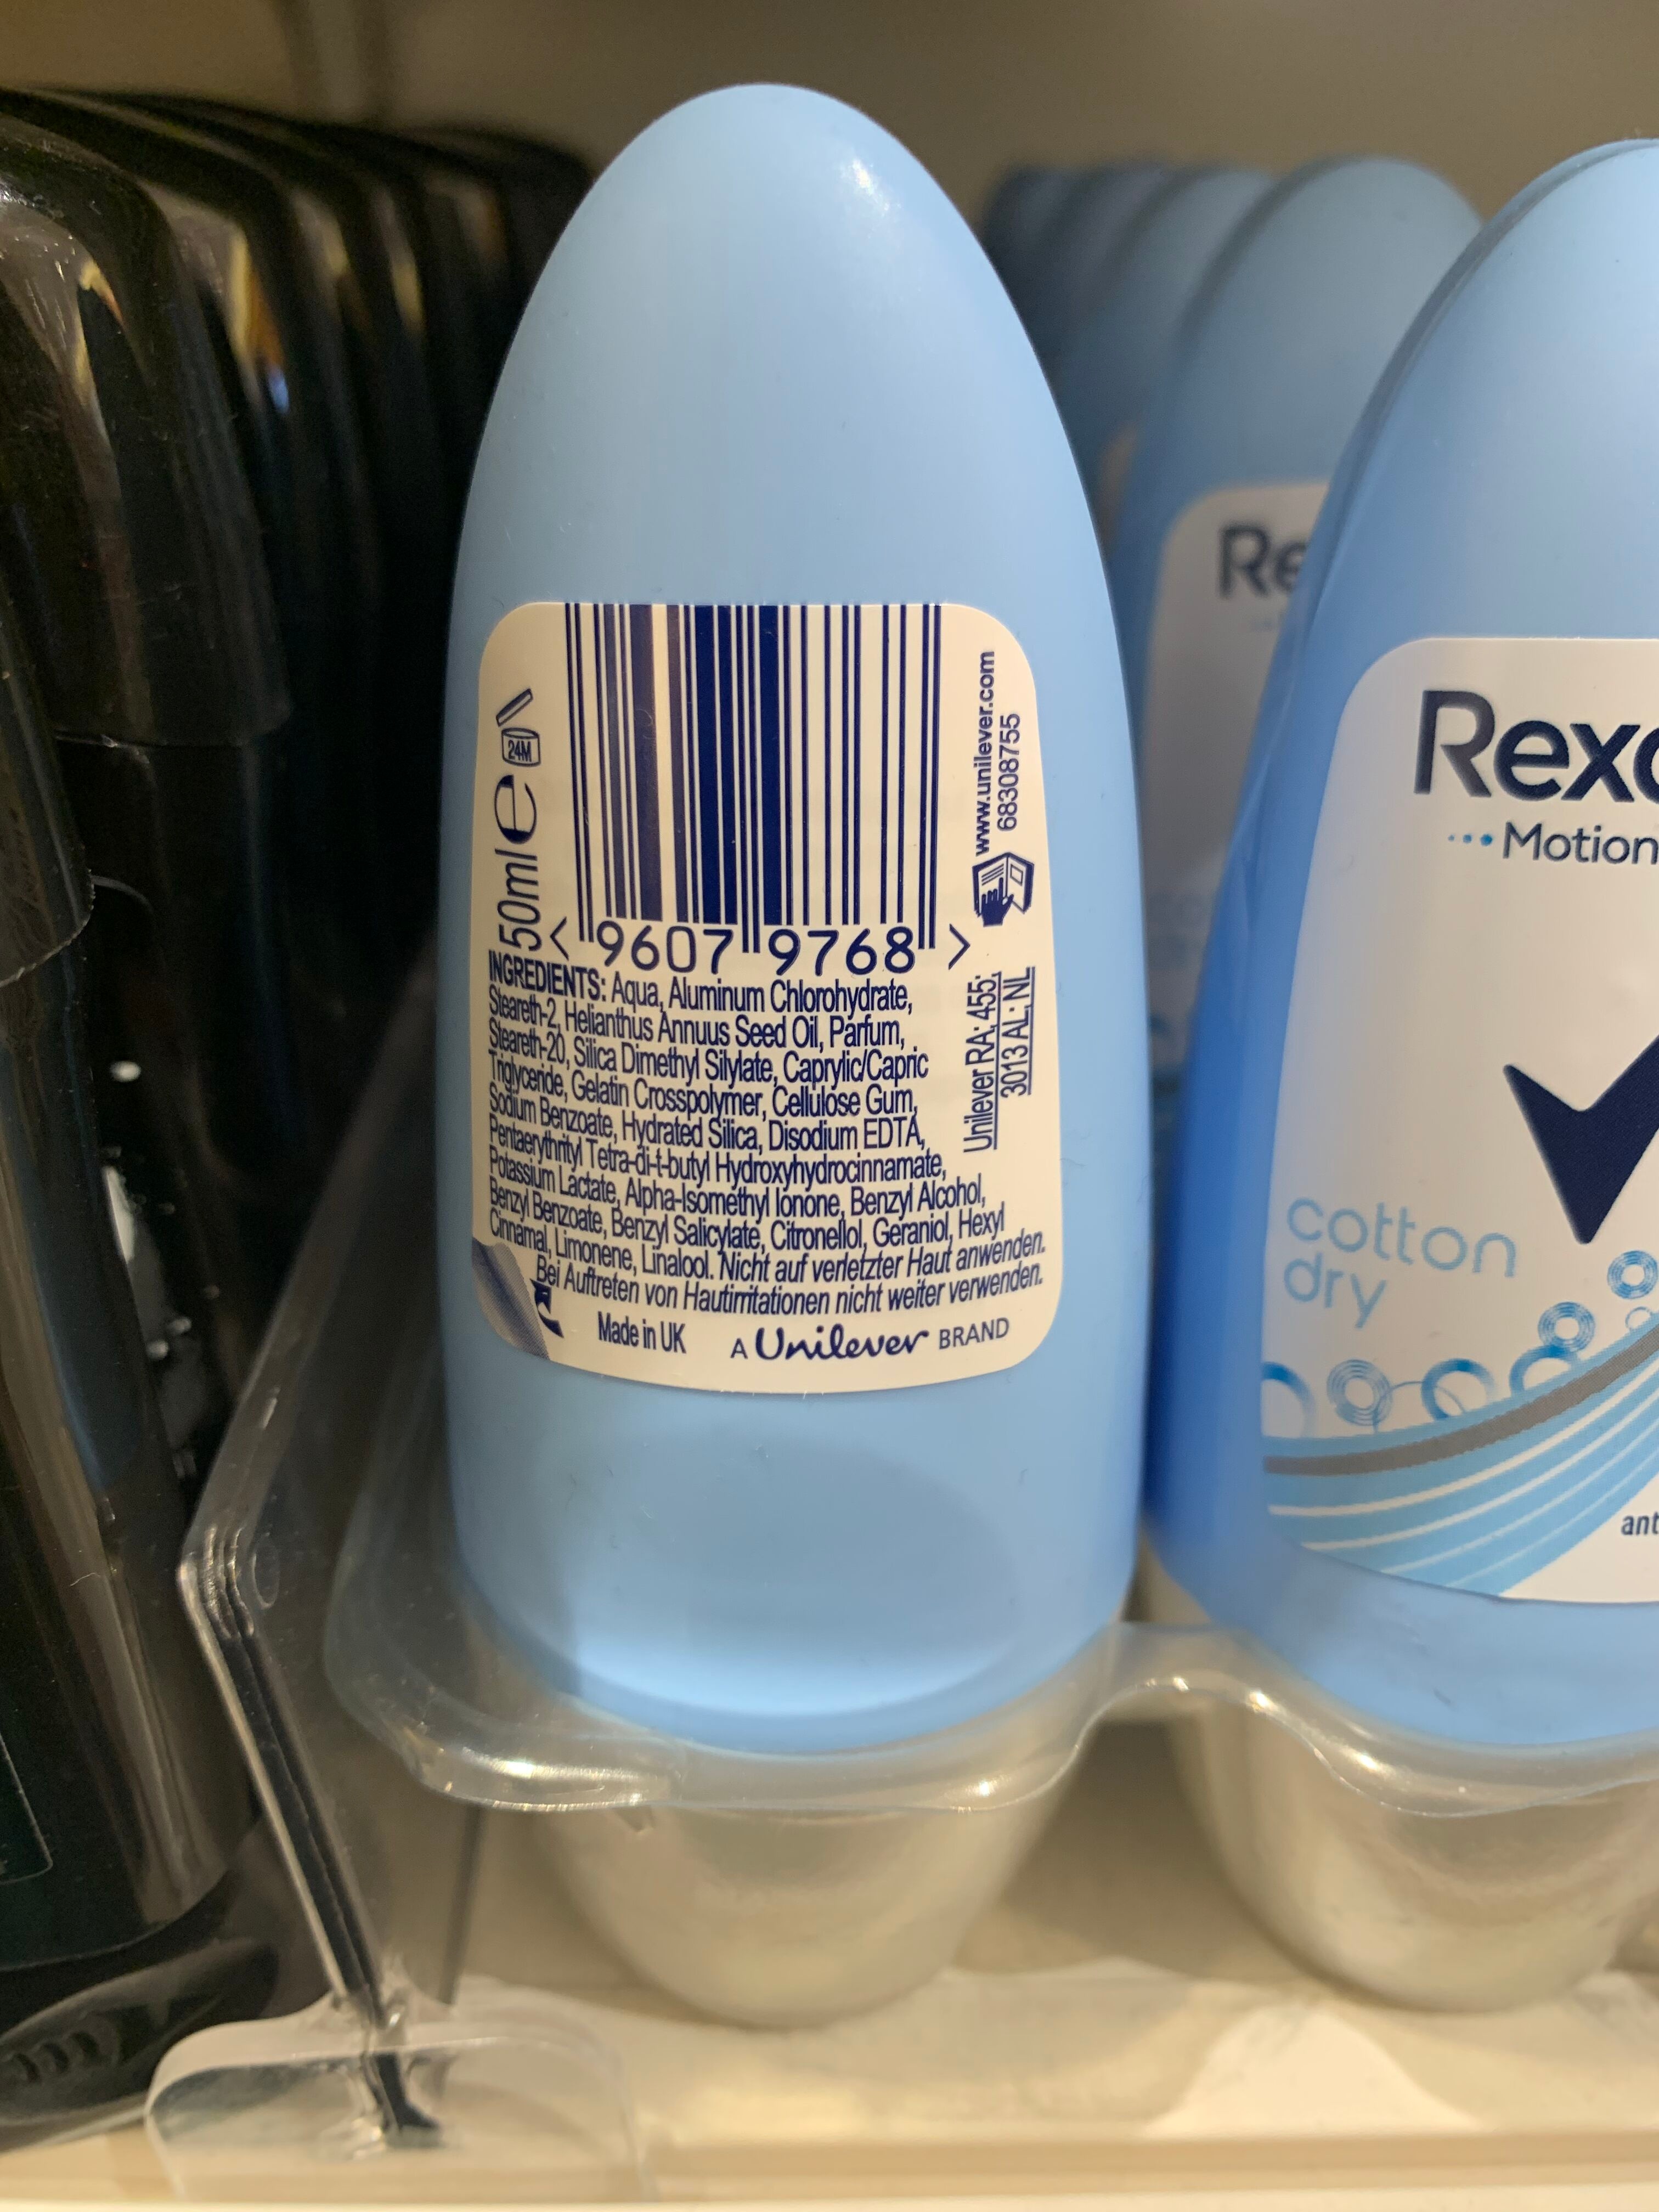 24M
50ml e
www.unilever.com
68308755
<9607 9768>
INGREDIENTS: Aqua, Aluminum Chlorohydrate,
Steareth-2, Helianthus Annuus Seed Oil, Parfum,
Steareth-20, Silica Dimethyl Silylate, Caprylic/Capric
Triglyceride, Gelatin Crosspolymer, Cellulose Gum,
Sodium Benzoate, Hydrated Silica, Disodium EDTA,
Pentaerythrityl Tetra-di-t-butyl Hydroxyhydrocinnamate,
Potassium Lactate, Alpha-Isomethyl Ionone, Benzyl Alcohol,
Benzyl Benzoate, Benzyl Salicylate, Citronellol, Geraniol, Hexyl
Cinnamal, Limonene, Linalool. Nicht auf verletzter Haut anwenden.
Bei Auftreten von Hautirritationen nicht weiter verwenden.
Unilever RA; 455;
3013 AL; NL
Made in UK
A Unilever BRAND
Re
Rexo
Motion
cotton
dry
ant